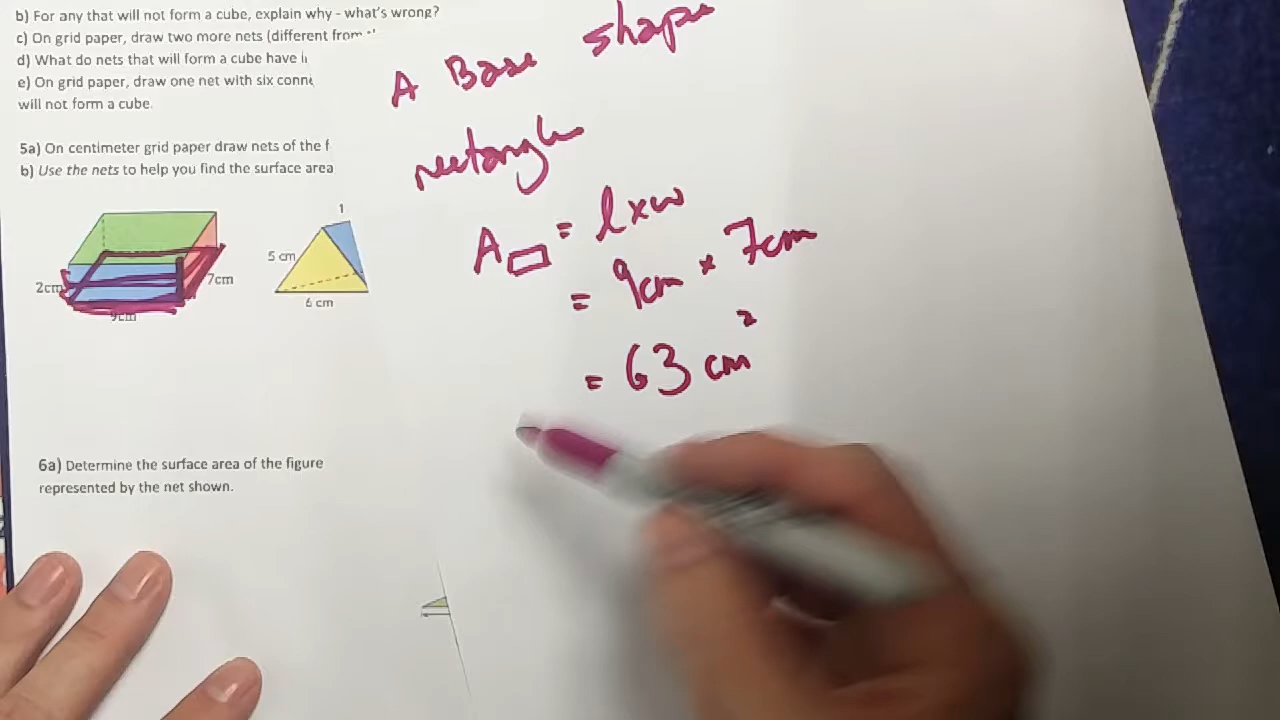 b) For any that will not form a cube, explain why - what's wrong?
c) On grid paper, draw two more nets (different from
d) What do nets that will form a cube have
e) On grid paper, draw one net with six
will not form a cube.
5a) On centimeter grid paper draw nets of the
b) Use the nets to help you find the surface area
2cm
7cm
9cm
1
5 cm
6 cm
6a) Determine the surface area of the figure
represented by the net shown.
A Base shape
rectangle
A▭ = l×w
= 9cm × 7cm
= 63 cm²